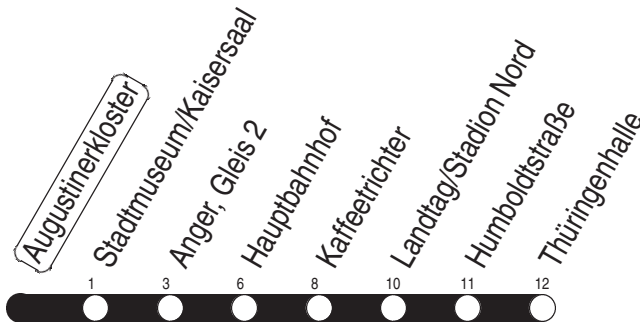 Augustinerkloster
Stadtmuseum/Kaisersaal
Anger, Gleis 2
Hauptbahnhof
Kaffeetrichter
Landtag/Stadion Nord
Humboldtstraße
Thüringenhalle
1 3 6 8 10 11 12